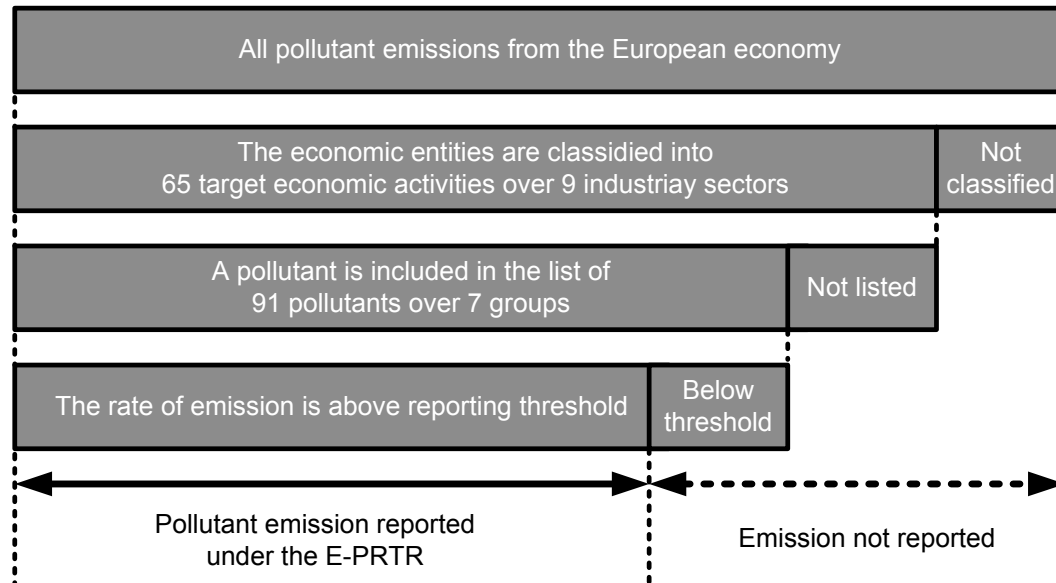 All pollutant emissions from the European economy
The economic entities are classidied into
65 target economic activities over 9 industriay sectors
Not
classified
A pollutant is included in the list of
91 pollutants over 7 groups
Not listed
The rate of emission is above reporting threshold
Below
threshold
Pollutant emission reported
under the E-PRTR
Emission not reported